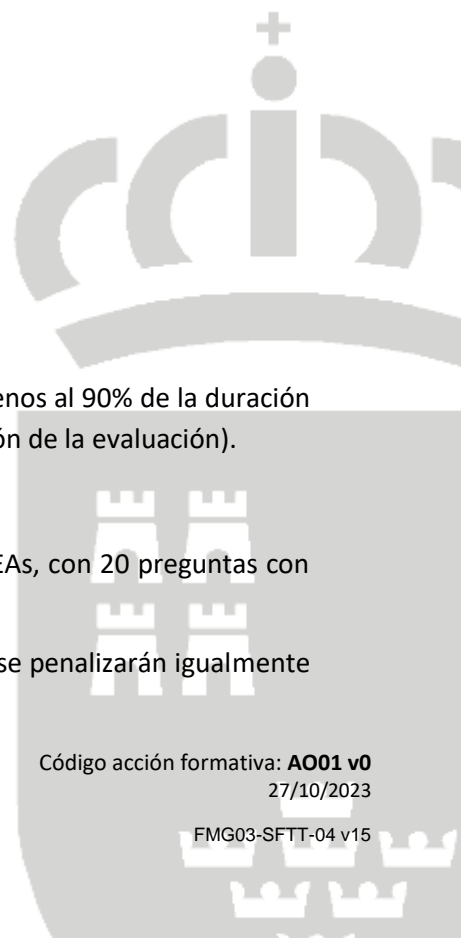 enos al 90% de la duración
ón de la evaluación).
EAs, con 20 preguntas con
se penalizarán igualmente
Código acción formativa: AO01 v0
27/10/2023
FMG03-SFTT-04 v15